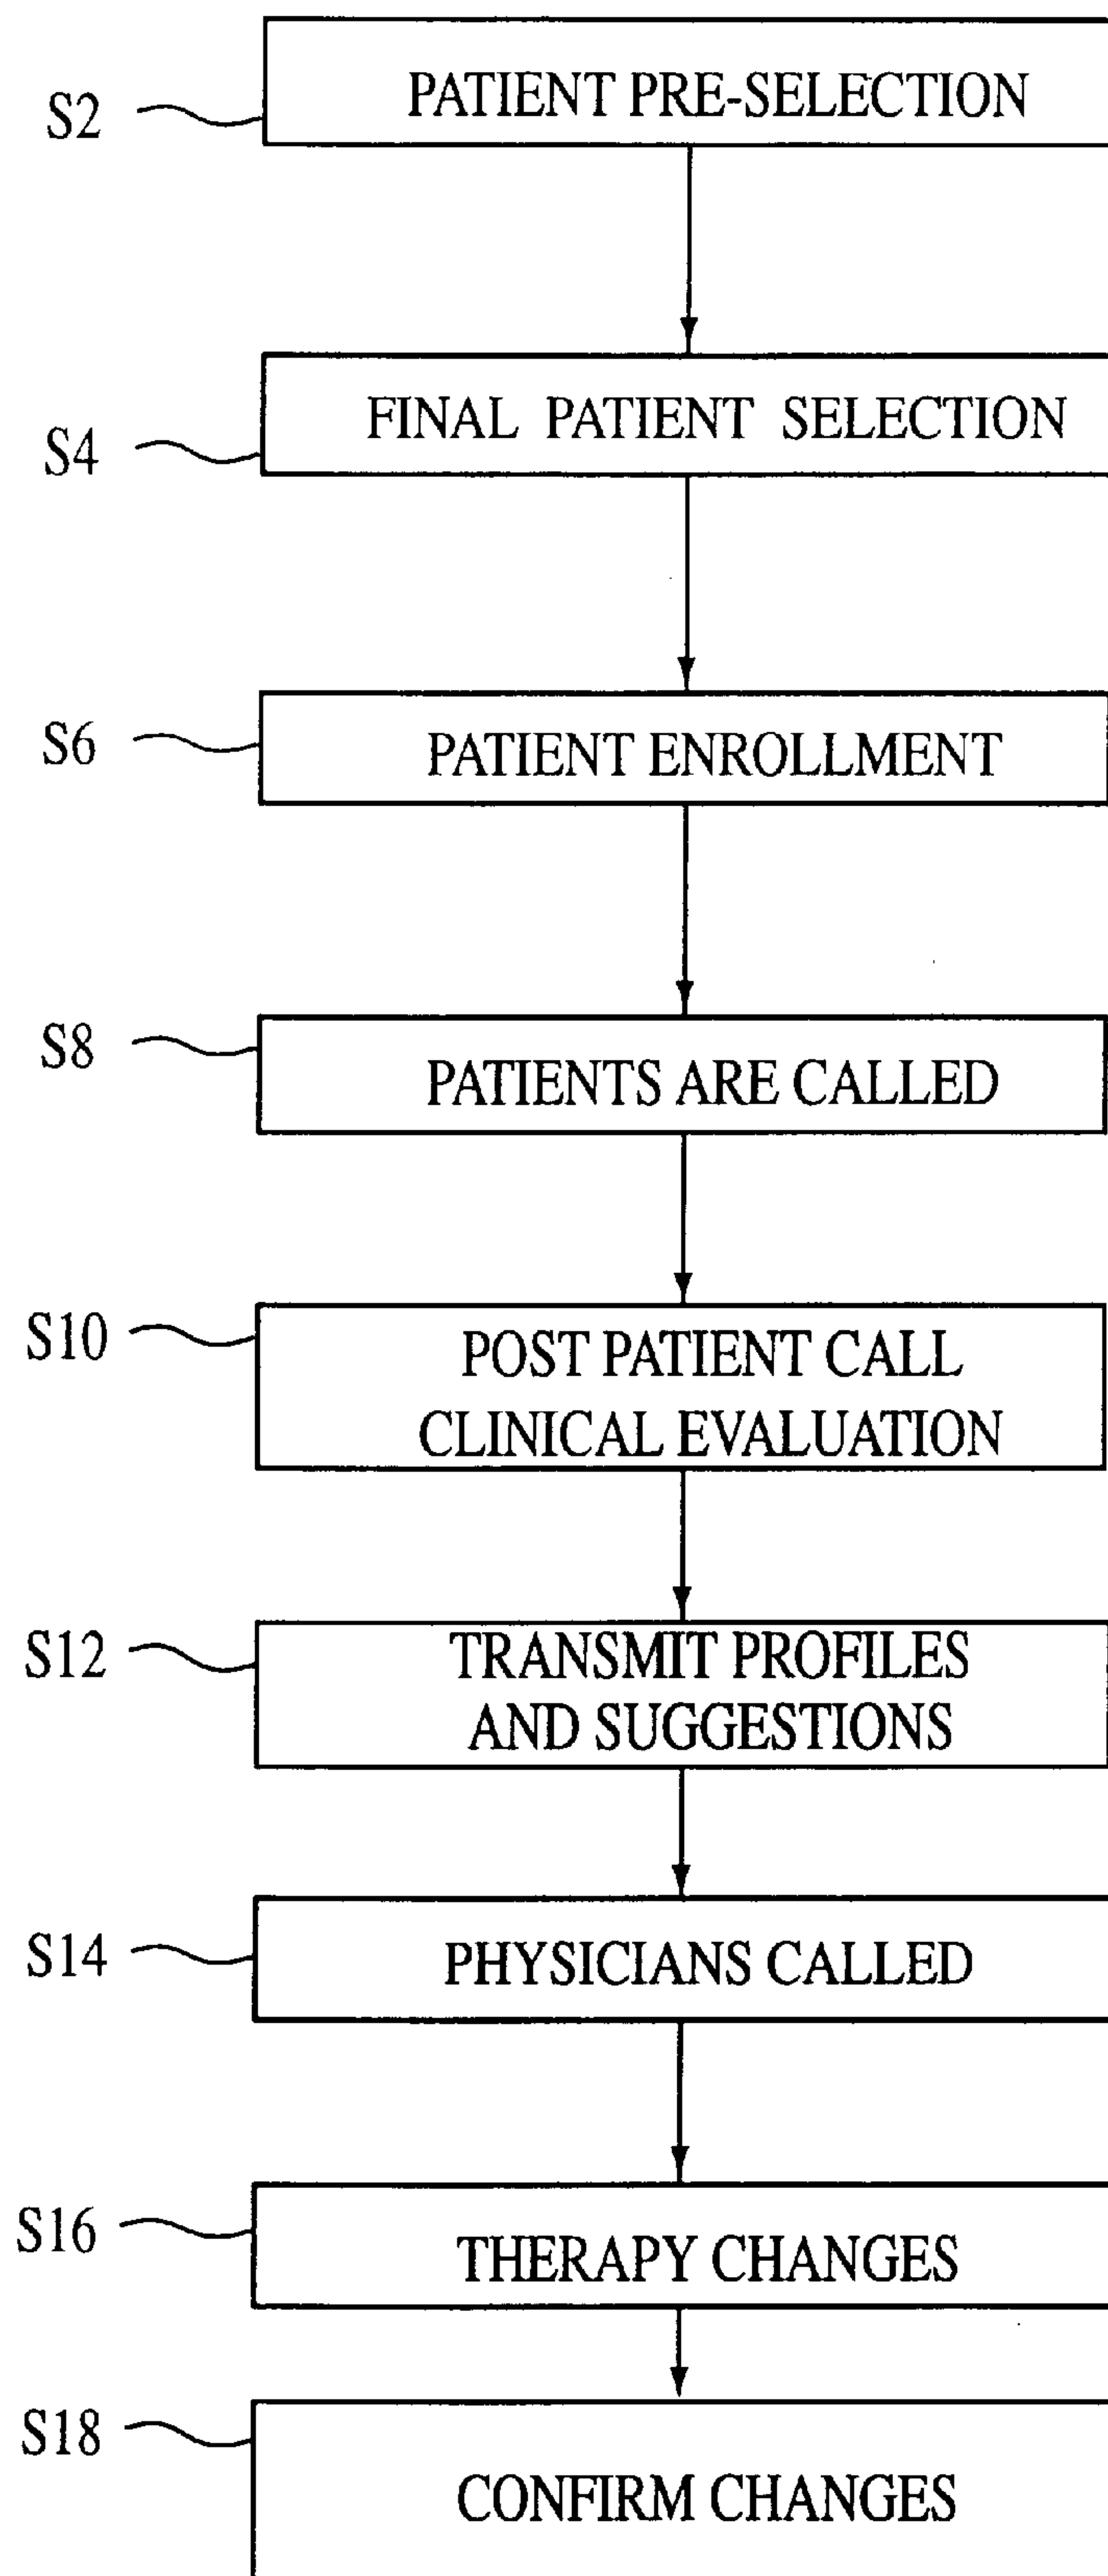 S2
PATIENT PRE-SELECTION
S4
FINAL PATIENT SELECTION
S6
PATIENT ENROLLMENT
S8
PATIENTS ARE CALLED
S10
POST PATIENT CALL
CLINICAL EVALUATION
S12
TRANSMIT PROFILES
AND SUGGESTIONS
S14
PHYSICIANS CALLED
S16
THERAPY CHANGES
S18
CONFIRM CHANGES